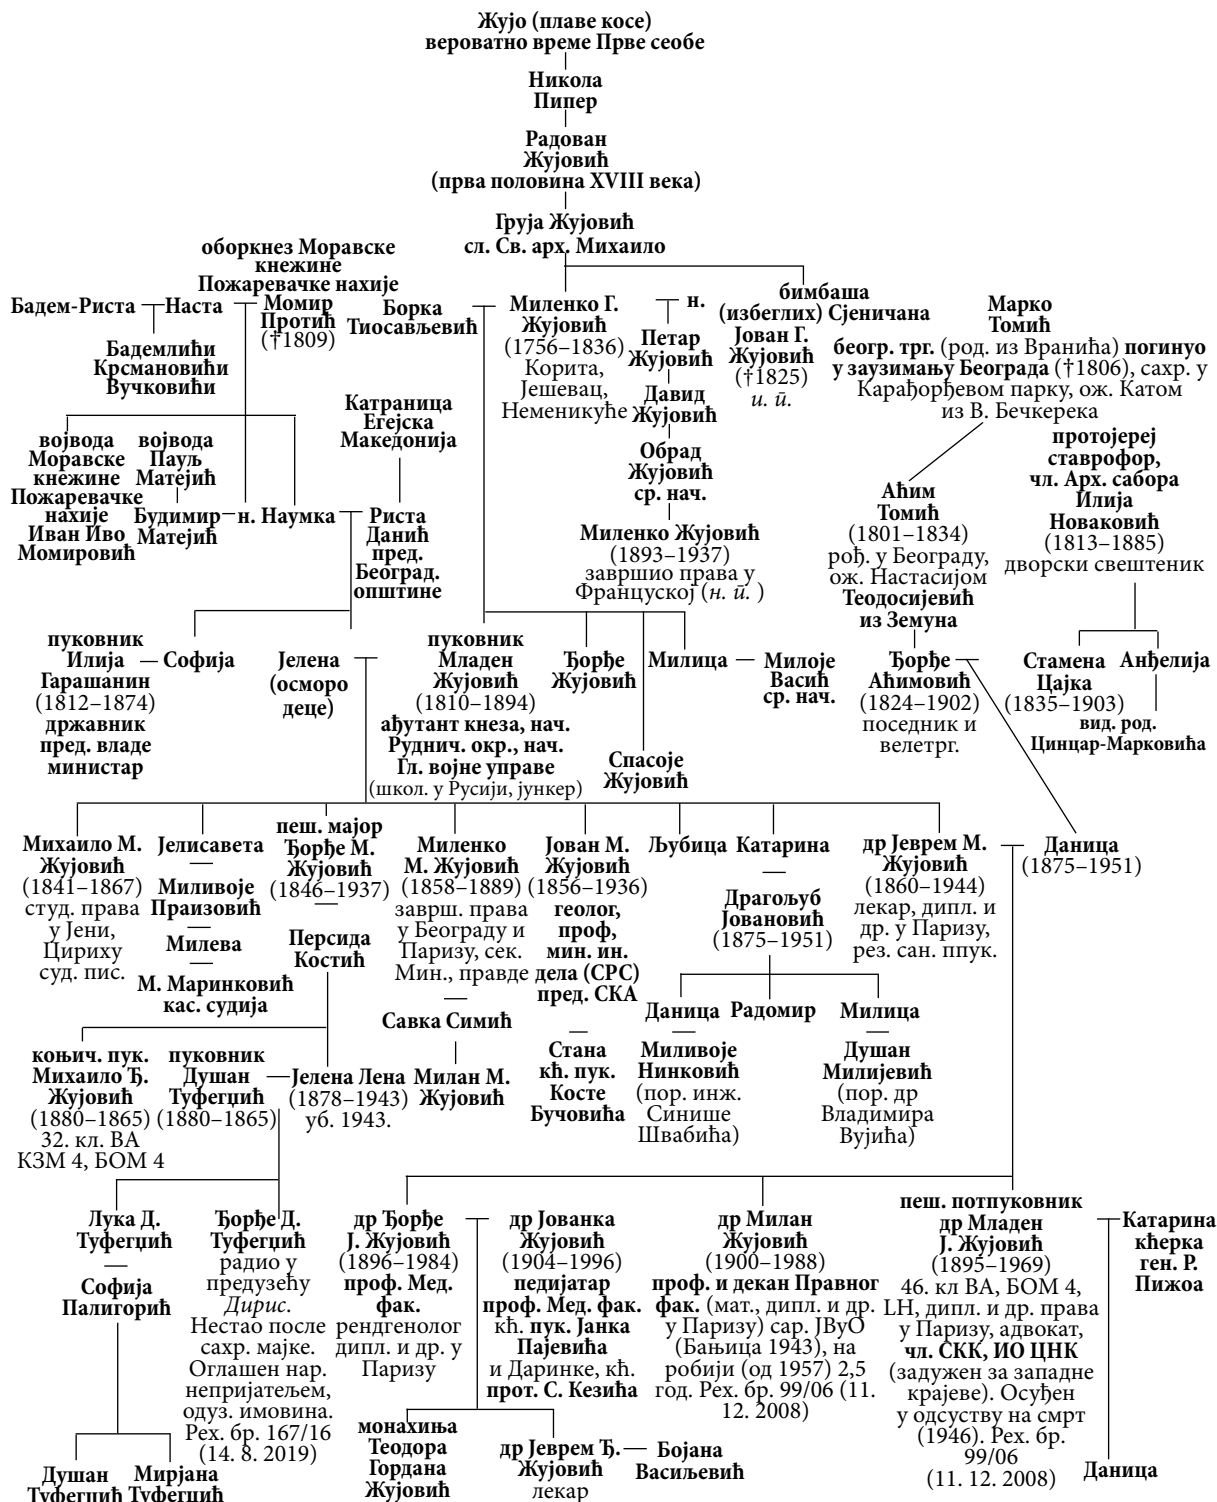 Жујо (плаве косе)
вероватно време Прве сеобе
Никола
Пипер
Радован
Жујовић
(прва половина XVIII века)
Груја Жујовић
сл. Св. арх. Михаило
оборкнез Моравске
кнежине
Пожаревачке нахије
Момир
Протић
(†1809)
Бадем-Риста
Наста
Бадемлићи
Крсмановићи
Вучковићи
Борка
Тиосављевић
Миленко Г.
Жујовић
(1756–1836)
Корита,
Јешевац,
Неменикуће
н.
Петар
Жујовић
Давид
Жујовић
Обрад
Жујовић
ср. нач.
Миленко Жујовић
(1893–1937)
завршио права у
Француској (н. п. )
бимбаша
(избеглих) Сјеничана
Јован Г.
Жујовић
(†1825)
и. п.
Марко
Томић
беогр. трг. (род. из Вранића) погинуо
у заузимању Београда (†1806), сахр. у
Карађорђевом парку, ож. Катом
из В. Бечкерека
војвода
Моравске
кнежине
Пожаревачке
нахије
Иван Иво
Момировић
војвода
Пауљ
Матејић
Будимир
Матејић
н. Наумка
Катраница
Егејска
Македонија
Риста
Данић
пред.
Београд.
општине
Аћим
Томић
(1801–1834)
рођ. у Београду,
ож. Настасијом
Теодосијевић
из Земуна
протојереј
ставрофор,
чл. Арх. сабора
Илија
Новаковић
(1813–1885)
дворски свештеник
пуковник
Илија
Гарашанин
(1812–1874)
државник
пред. владе
министар
Софија
Јелена
(осморо
деце)
пуковник
Младен
Жујовић
(1810–1894)
ађутант кнеза, нач.
Руднич. окр., нач.
Гл. војне управе
(школ. у Русији, јункер)
Ђорђе
Жујовић
Спасоје
Жујовић
Милица
Милоје
Васић
ср. нач.
Ђорђе
Аћимовић
(1824–1902)
поседник и
велетрг.
Стамена
Цајка
(1835–1903)
Анђелија
вид. род.
Цинцар-Марковића
Михаило М.
Жујовић
(1841–1867)
студ. права
у Јени,
Цириху
суд. пис.
Јелисавета
Миливоје
Праизовић
Милева
М. Маринковић
кас. судија
пеш. мајор
Ђорђе М.
Жујовић
(1846–1937)
Персида
Костић
Миленко
М. Жујовић
(1858–1889)
заврш. права
у Београду и
Паризу, сек.
Мин., правде
Савка Симић
Милан М.
Жујовић
Јован М.
Жујовић
(1856–1936)
геолог,
проф,
мин. ин.
дела (СРС)
пред. СКА
Стана
кћ. пук.
Косте
Бучовића
Љубица
Катарина
Драгољуб
Јовановић
(1875–1951)
Даница
Миливоје
Нинковић
(пор. инж.
Синише
Швабића)
Радомир
Милица
Душан
Милијевић
(пор. др
Владимира
Вујића)
др Јеврем М.
Жујовић
(1860–1944)
лекар, дипл. и
др. у Паризу,
рез. сан. ппук.
Даница
(1875–1951)
коњич. пук.
Михаило Ђ.
Жујовић
(1880–1865)
32. кл. ВА
КЗМ 4, БОМ 4
пуковник
Душан
Туфегџић
(1880–1865)
Јелена Лена
(1878–1943)
уб. 1943.
Лука Д.
Туфегџић
Софија
Палигорић
Душан
Туфегџић
Мирјана
Туфегџић
Ђорђе Д.
Туфегџић
радио у
предузећу
Дирис.
Нестао после
сахр. мајке.
Оглашен нар.
непријатељем,
одуз. имовина.
Рех. бр. 167/16
(14. 8. 2019)
др Ђорђе
Ј. Жујовић
(1896–1984)
проф. Мед.
фак.
рендгенолог
дипл. и др. у
Паризу
др Јованка
Жујовић
(1904–1996)
педијатар
проф. Мед. фак.
кћ. пук. Јанка
Пајевића
и Даринке, кћ.
прот. С. Кезића
монахиња
Теодора
Гордана
Жујовић
др Јеврем Ђ.
Жујовић
лекар
Бојана
Васиљевић
др Милан
Жујовић
(1900–1988)
проф. и декан Правног
фак. (мат., дипл. и др.
у Паризу) сар. ЈВуО
(Бањица 1943), на
робији (од 1957) 2,5
год. Рех. бр. 99/06 (11.
12. 2008)
пеш. потпуковник
др Младен
Ј. Жујовић
(1895–1969)
46. кл ВА, БОМ 4,
LH, дипл. и др. права
у Паризу, адвокат,
чл. СКК, ИО ЦНК
(задужен за западне
крајеве). Осуђен
у одсуству на смрт
(1946). Рех. бр.
99/06
(11. 12. 2008)
Катарина
кћерка
ген. Р.
Пижоа
Даница